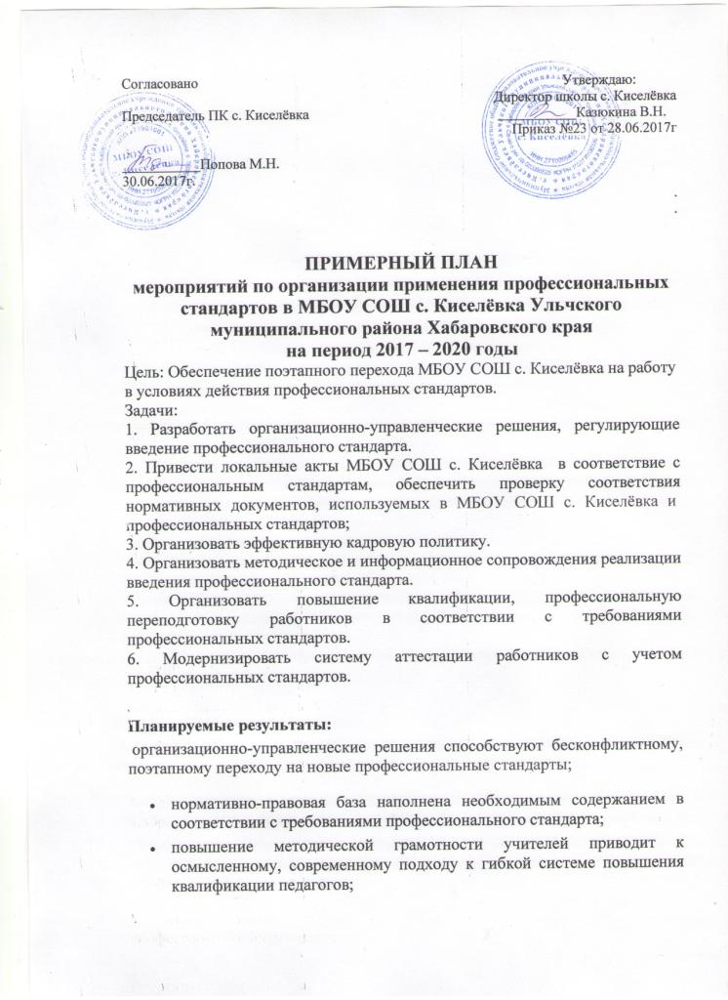 Согласовано
Председатель ПК с. Киселёвка
Попова М.Н.
30.06.2017г.
Утверждаю:
Директор школы с. Киселёвка
Казюкина В.Н.
Приказ №23 от 28.06.2017г
МБОУ СОШ
с. Киселёвка
МБОУ СОШ
с. Киселёвка
ПРИМЕРНЫЙ ПЛАН
мероприятий по организации применения профессиональных
стандартов в МБОУ СОШ с. Киселёвка Ульчского
муниципального района Хабаровского края
на период 2017 – 2020 годы
Цель: Обеспечение поэтапного перехода МБОУ СОШ с. Киселёвка на работу
в условиях действия профессиональных стандартов.
Задачи:
1. Разработать организационно-управленческие решения, регулирующие
введение профессионального стандарта.
2. Привести локальные акты МБОУ СОШ с. Киселёвка в соответствие с
профессиональным стандартам, обеспечить проверку соответствия
нормативных документов, используемых в МБОУ СОШ с. Киселёвка и
профессиональных стандартов;
3. Организовать эффективную кадровую политику.
4. Организовать методическое и информационное сопровождения реализации
введения профессионального стандарта.
5. Организовать повышение квалификации, профессиональную
переподготовку работников в соответствии с требованиями
профессиональных стандартов.
6. Модернизировать систему аттестации работников с учетом
профессиональных стандартов.
Планируемые результаты:
организационно-управленческие решения способствуют бесконфликтному,
поэтапному переходу на новые профессиональные стандарты;
• нормативно-правовая база наполнена необходимым содержанием в
соответствии с требованиями профессионального стандарта;
• повышение методической грамотности учителей приводит к
осмысленному, современному подходу к гибкой системе повышения
квалификации педагогов;